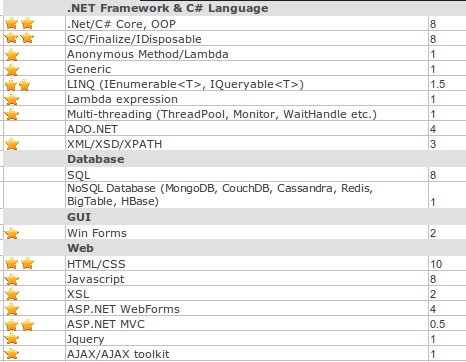 .NET Framework & C# Language
.Net/C# Core, OOP 8
GC/Finalize/IDisposable 8
Anonymous Method/Lambda 1
Generic 1
LINQ (IEnumerable<T>, IQueryable<T>) 1.5
Lambda expression 1
Multi-threading (ThreadPool, Monitor, WaitHandle etc.) 1
ADO.NET 4
XML/XSD/XPATH 3
Database
SQL 8
NoSQL Database (MongoDB, CouchDB, Cassandra, Redis,
BigTable, HBase) 1
GUI
Win Forms 2
Web
HTML/CSS 10
Javascript 8
XSL 2
ASP.NET WebForms 4
ASP.NET MVC 0.5
Jquery 1
AJAX/AJAX toolkit 1